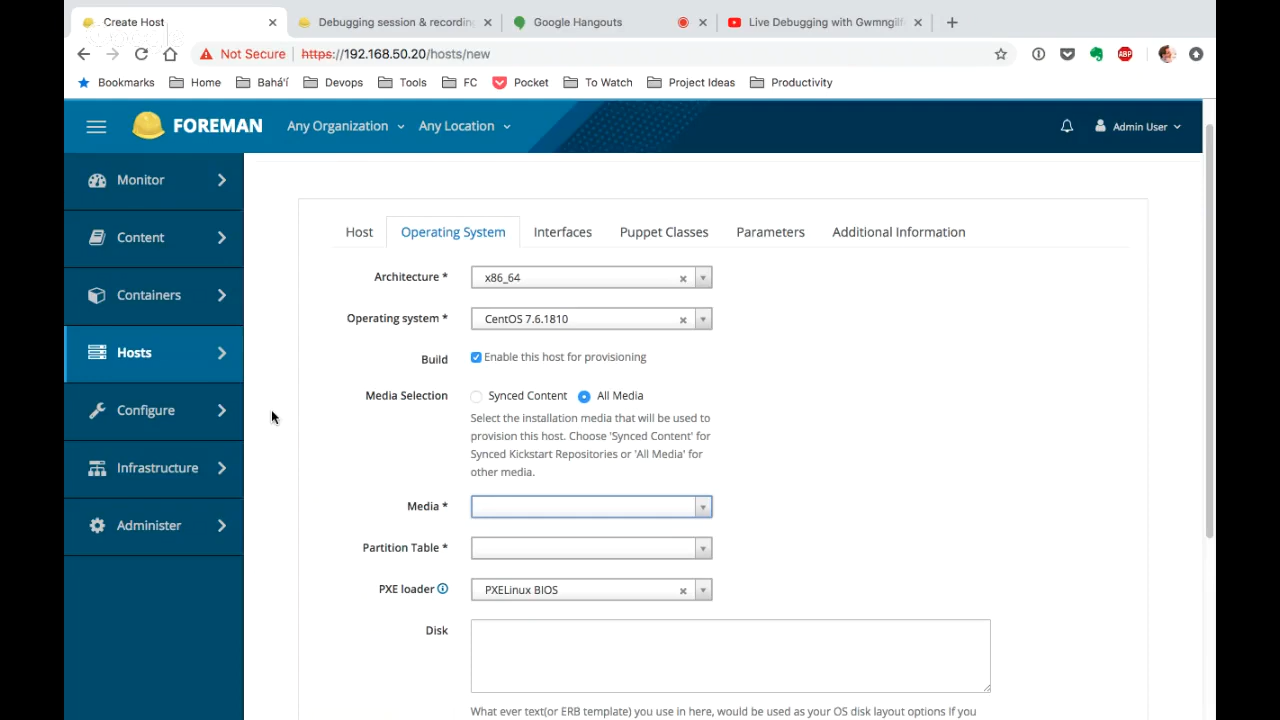 Create Host
Debugging session & recording
Google Hangouts
Live Debugging with Gwmngilf
Not Secure https://192.168.50.20/hosts/new
ABP
Bookmarks Home Bahá'í Devops Tools FC Pocket To Watch Project Ideas Productivity
FOREMAN Any Organization Any Location Admin User
Monitor
Content
Containers
Hosts
Configure
Infrastructure
Administer
Host Operating System Interfaces Puppet Classes Parameters Additional Information
Architecture * x86_64
Operating system * CentOS 7.6.1810
Build Enable this host for provisioning
Media Selection Synced Content All Media
Select the installation media that will be used to
provision this host. Choose 'Synced Content' for
Synced Kickstart Repositories or 'All Media' for
other media.
Media *
Partition Table *
PXE loader PXELinux BIOS
Disk
What ever text(or ERB template) you use in here, would be used as your OS disk layout options If you